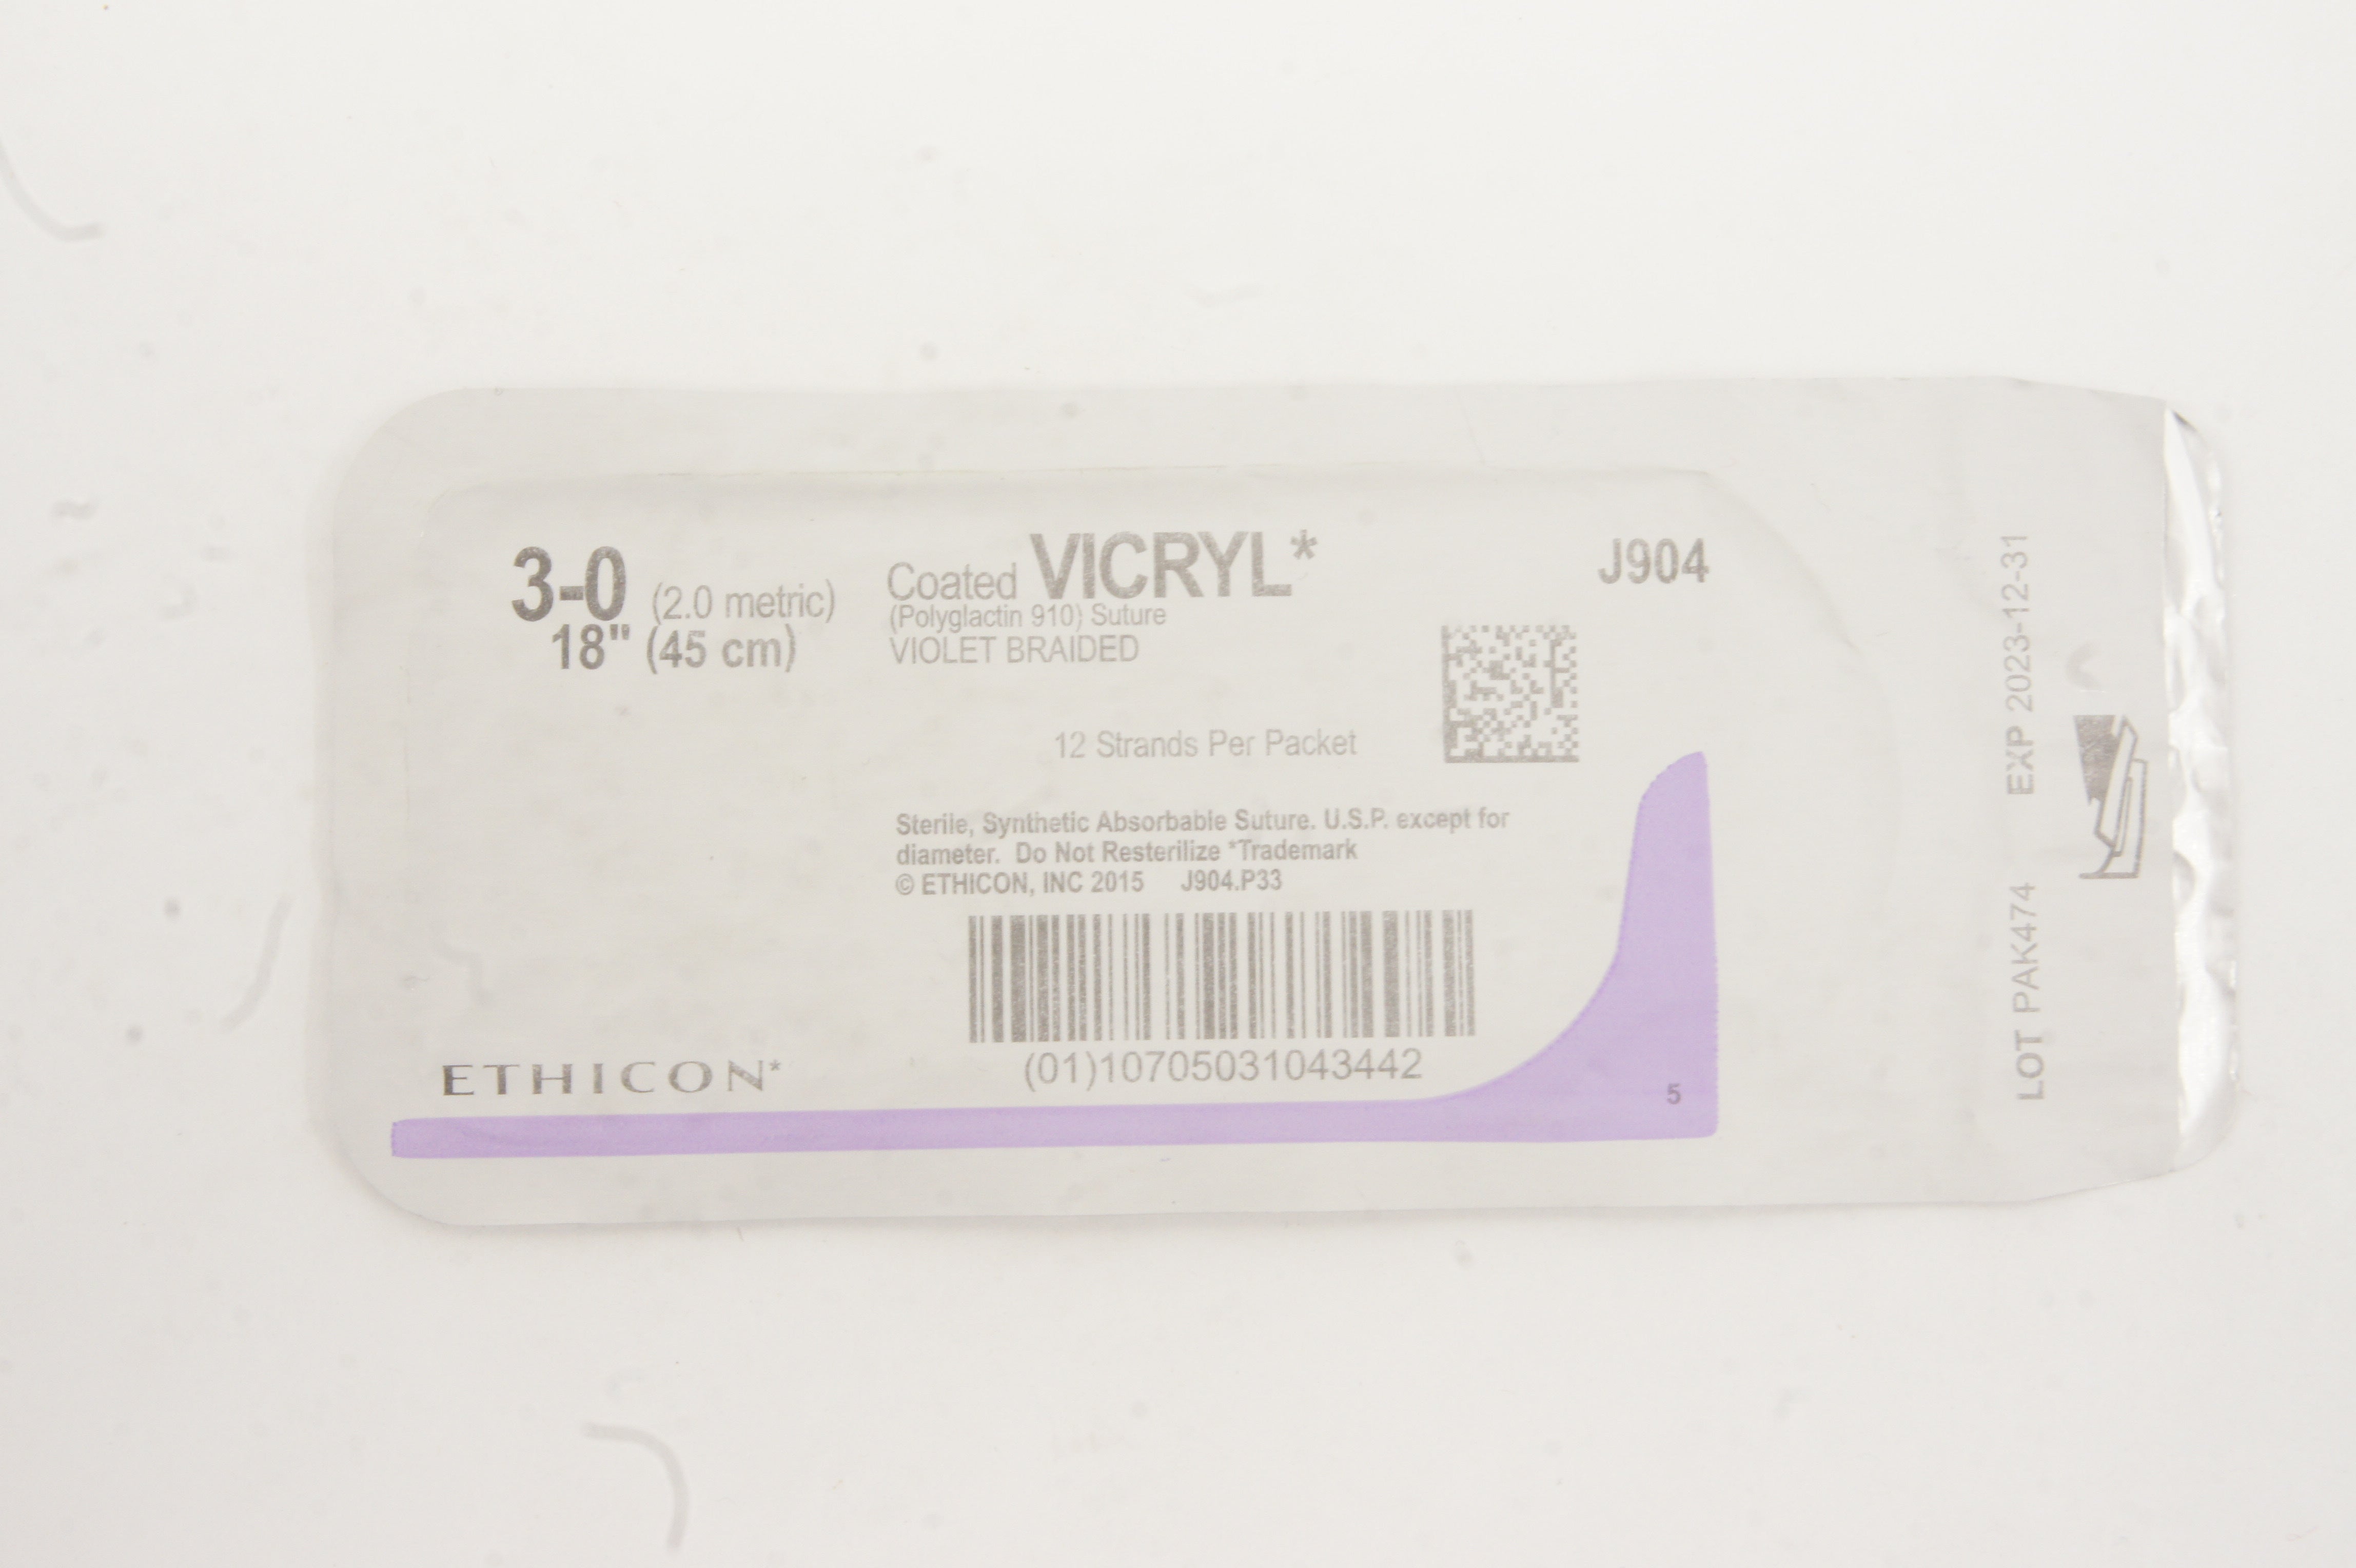 3-0 (2.0 metric)
18" (45 cm)
Coated VICRYL*
(Polyglactin 910) Suture
VIOLET BRAIDED
J904
12 Strands Per Packet
Sterile, Synthetic Absorbable Suture. U.S.P. except for
diameter. Do Not Resterilize *Trademark
© ETHICON, INC 2015 J904.P33
(01)10705031043442
ETHICON*
5
LOT PAK474 EXP 2023-12-31